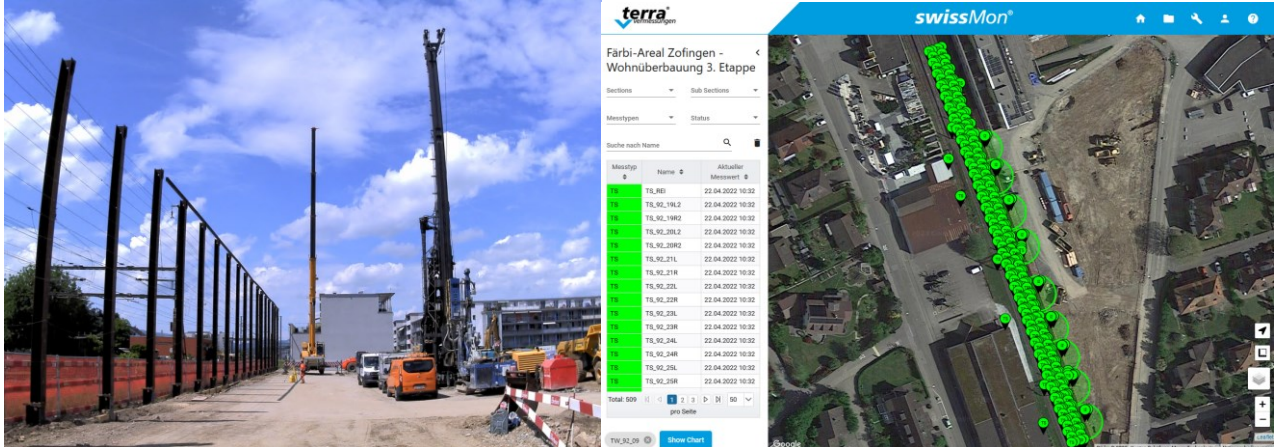 terra
vermessungen
swissMon®
Färbi-Areal Zofingen -
Wohnüberbauung 3. Etappe
Sections
Sub Sections
Messtypen
Status
Suche nach Name
Messtyp Name Aktueller
Messwert
TS TS_REI 22.04.2022 10:32
TS TS_92_19L2 22.04.2022 10:32
TS TS_92_19R2 22.04.2022 10:32
TS TS_92_20L2 22.04.2022 10:32
TS TS_92_20R2 22.04.2022 10:32
TS TS_92_21L 22.04.2022 10:32
TS TS_92_21R 22.04.2022 10:32
TS TS_92_22L 22.04.2022 10:32
TS TS_92_22R 22.04.2022 10:32
TS TS_92_23L 22.04.2022 10:32
TS TS_92_23R 22.04.2022 10:32
TS TS_92_24L 22.04.2022 10:32
TS TS_92_24R 22.04.2022 10:32
TS TS_92_25L 22.04.2022 10:32
TS TS_92_25R 22.04.2022 10:32
Total: 509 1 2 3 50
pro Seite
TW_92_09 Show Chart
Google
Leaflet